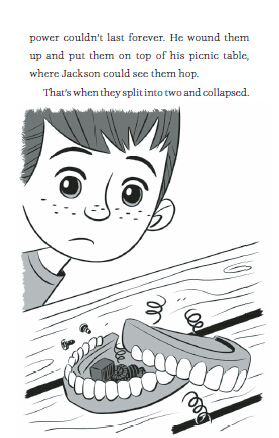 power couldn't last forever. He wound them
up and put them on top of his picnic table,
where Jackson could see them hop.
That's when they split into two and collapsed.